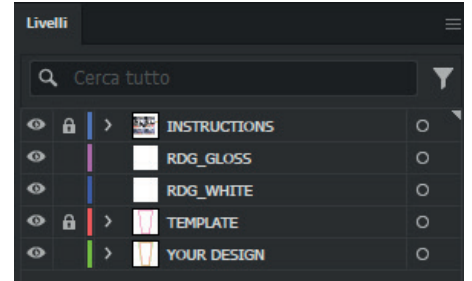 Livelli
Cerca tutto
INSTRUCTIONS
RDG_GLOSS
RDG_WHITE
TEMPLATE
YOUR DESIGN